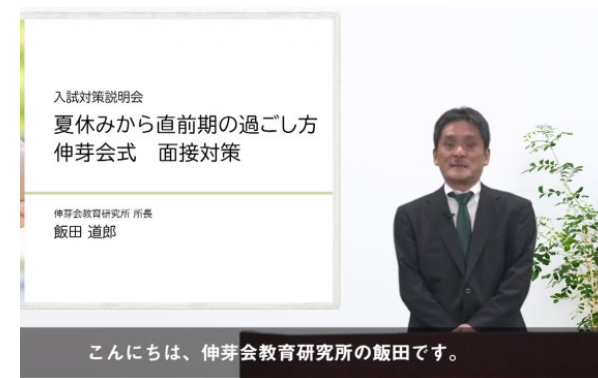 入試対策説明会
夏休みから直前期の過ごし方
伸芽会式　面接対策
伸芽会教育研究所 所長
飯田 道郎
こんにちは、伸芽会教育研究所の飯田です。